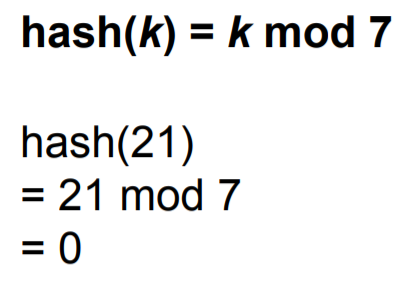 hash(k) = k mod 7
hash(21)
= 21 mod 7
= 0